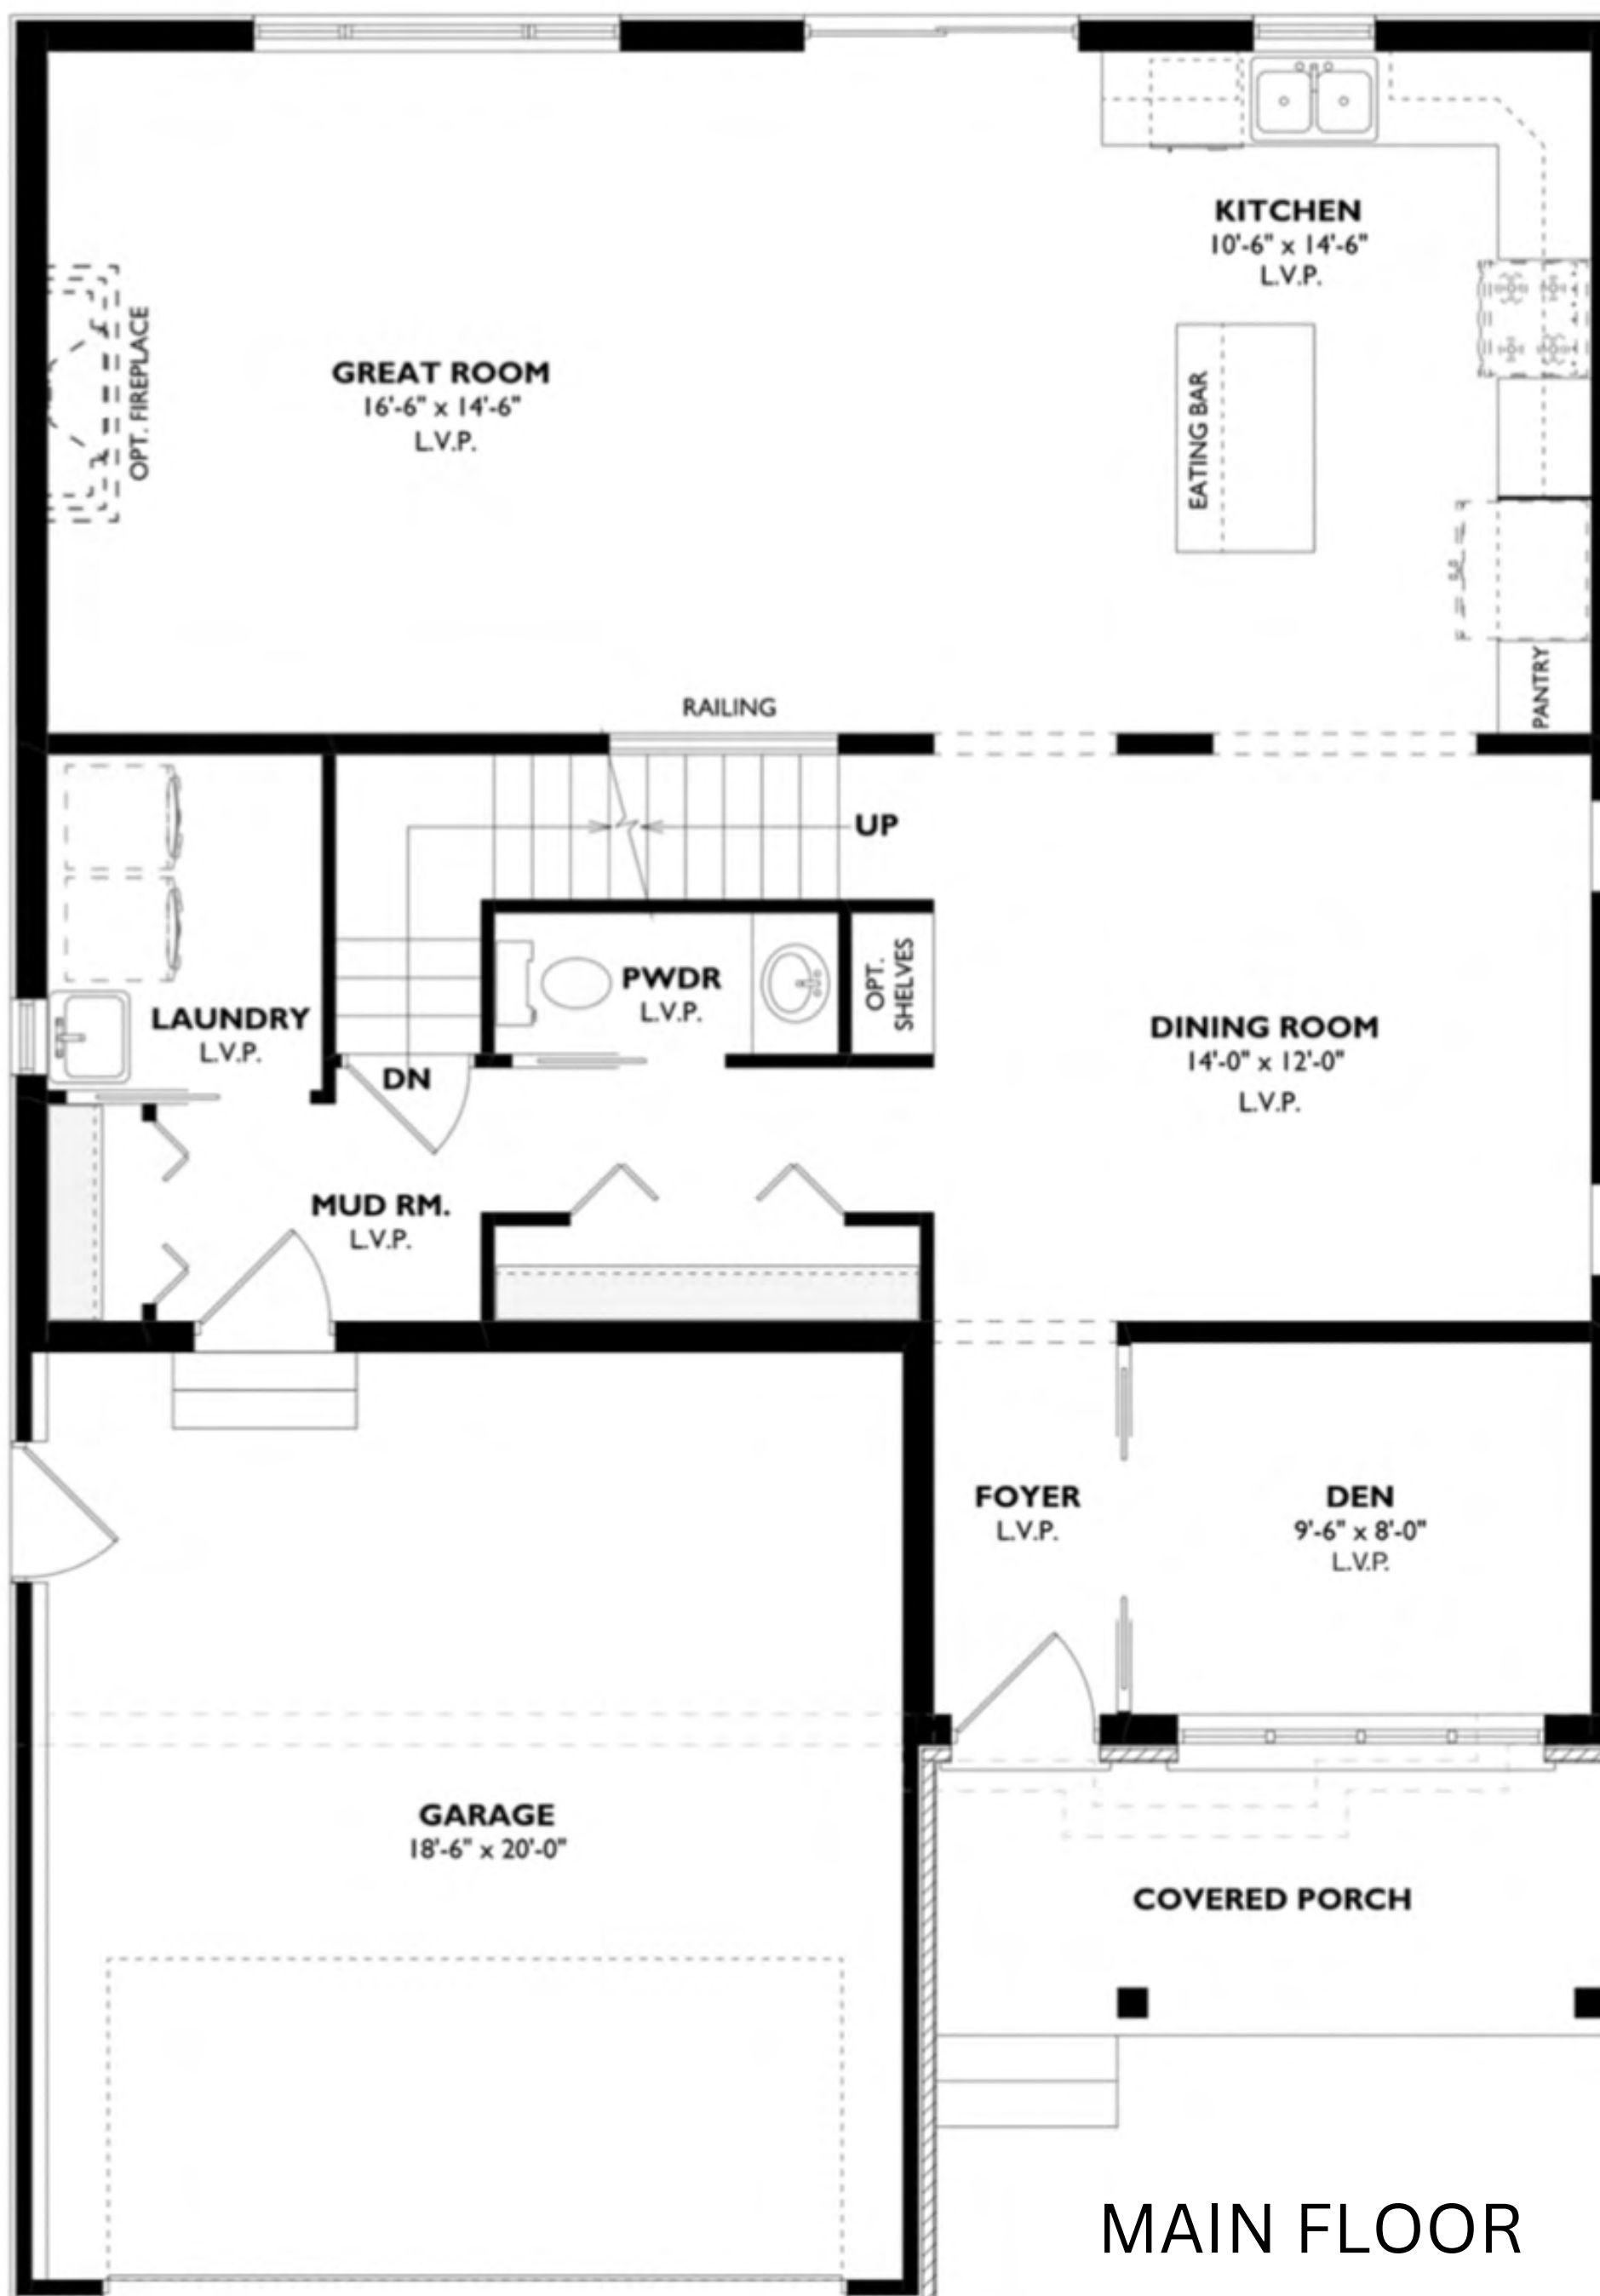 KITCHEN
10'-6" x 14'-6"
L.V.P.
OPT. FIREPLACE
GREAT ROOM
16'-6" x 14'-6"
L.V.P.
EATING BAR
PANTRY
RAILING
UP
LAUNDRY
L.V.P.
PWDR
L.V.P.
OPT.
SHELVES
DINING ROOM
14'-0" x 12'-0"
L.V.P.
DN
MUD RM.
L.V.P.
FOYER
L.V.P.
DEN
9'-6" x 8'-0"
L.V.P.
GARAGE
18'-6" x 20'-0"
COVERED PORCH
MAIN FLOOR